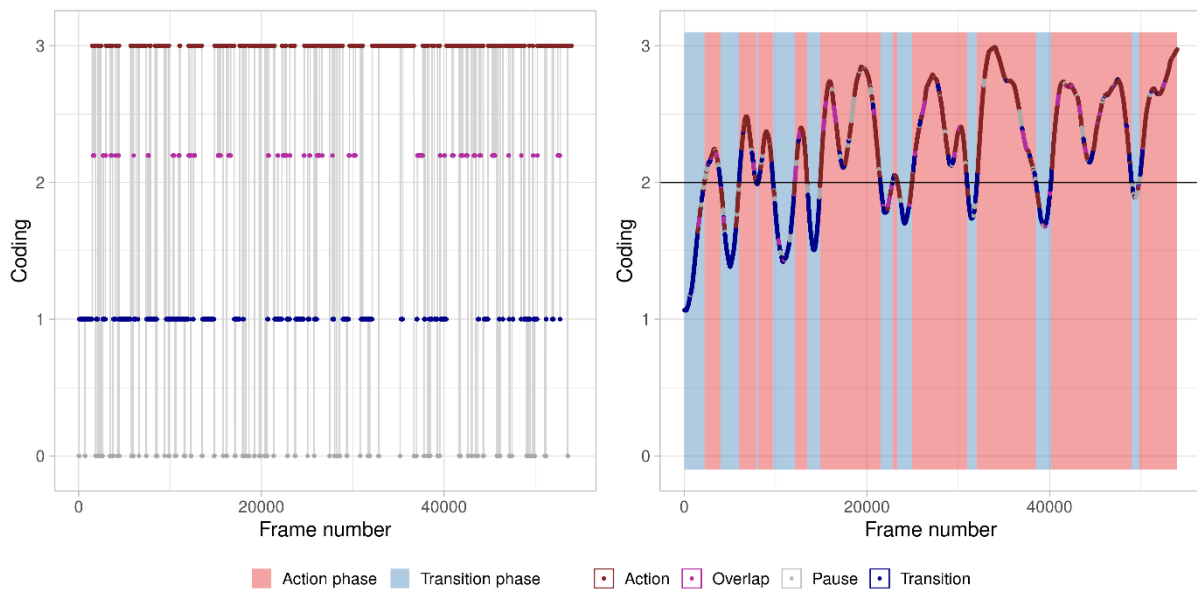 3
2
1
0
Coding
0
20000
40000
Frame number
3
2
1
0
Coding
0
20000
40000
Frame number
Action phase Transition phase Action Overlap Pause Transition